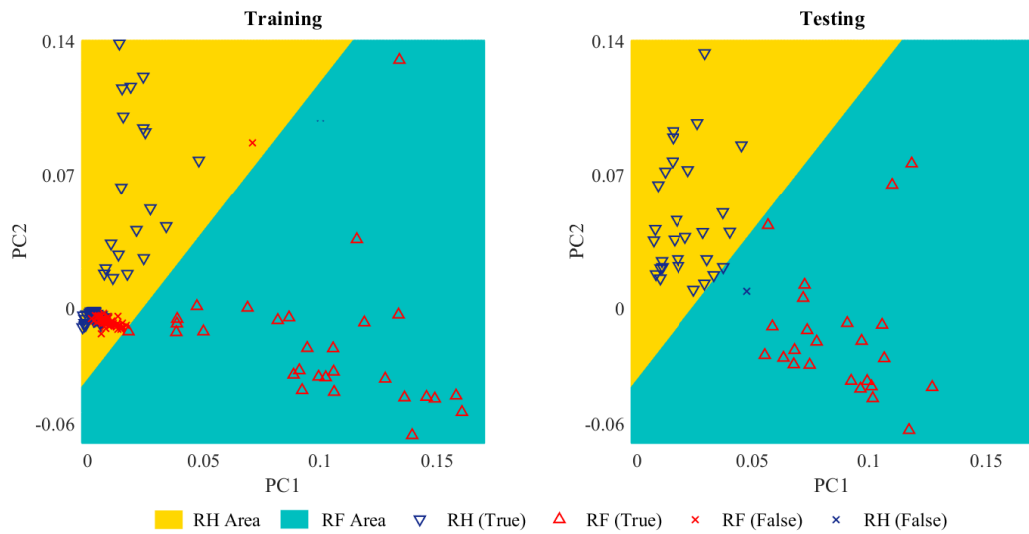 Training
Testing
0.14
0.07
0
-0.06
PC2
0
0.05
0.1
0.15
PC1
0.14
0.07
0
-0.06
PC2
0
0.05
0.1
0.15
PC1
RH Area
RF Area
RH (True)
RF (True)
RF (False)
RH (False)